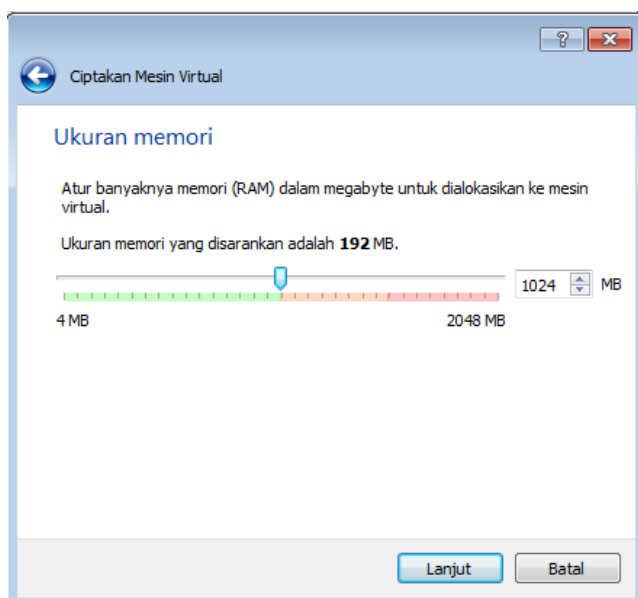 ?
Ciptakan Mesin Virtual
Ukuran memori
Atur banyaknya memori (RAM) dalam megabyte untuk dialokasikan ke mesin
virtual.
Ukuran memori yang disarankan adalah 192 MB.
1024 MB
4 MB 2048 MB
Lanjut Batal